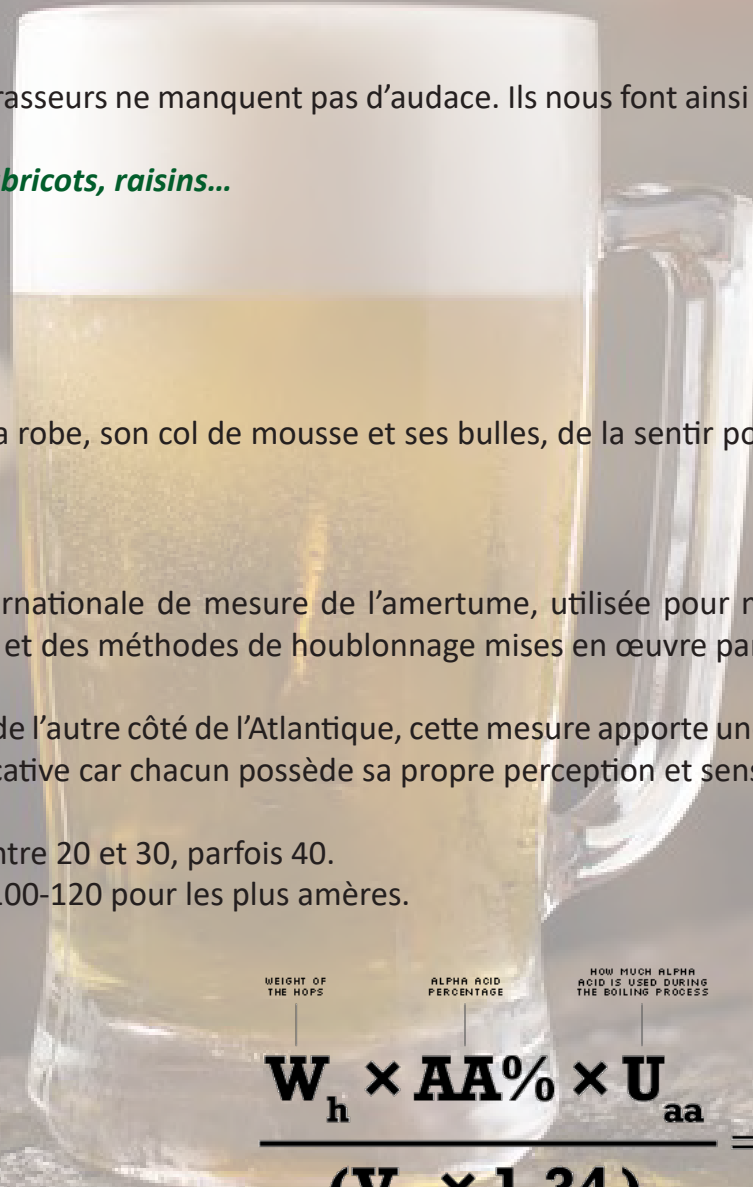 rasseurs ne manquent pas d’audace. Ils nous font ainsi
bricots, raisins…
a robe, son col de mousse et ses bulles, de la sentir po
rnationale de mesure de l’amertume, utilisée pour
et des méthodes de houblonnage mises en œuvre par
de l’autre côté de l’Atlantique, cette mesure apporte un
cative car chacun possède sa propre perception et sens
ntre 20 et 30, parfois 40.
100-120 pour les plus amères.
WEIGHT OF
THE HOPS
ALPHA ACID
PERCENTAGE
HOW MUCH ALPHA
ACID IS USED DURING
THE BOILING PROCESS
W_h × AA% × U_aa
=
(V × 1.34)